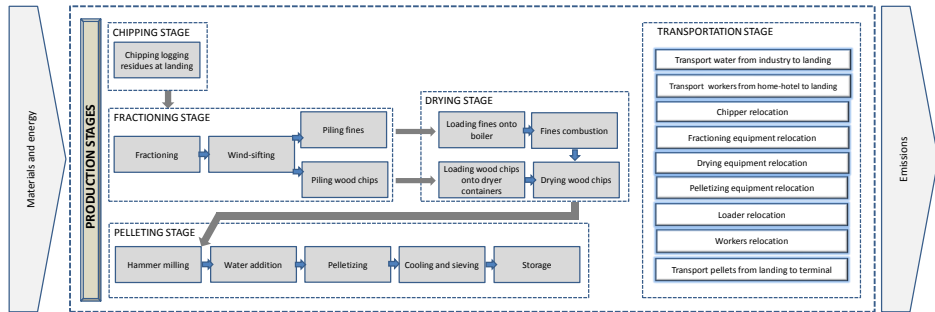 Materials and energy
PRODUCTION STAGES
CHIPPING STAGE
Chipping logging
residues at landing
FRACTIONING STAGE
Fractioning
Wind-sifting
Piling fines
Piling wood chips
DRYING STAGE
Loading fines onto
boiler
Fines combustion
Loading wood chips
onto dryer
containers
Drying wood chips
PELLETING STAGE
Hammer milling
Water addition
Pelletizing
Cooling and sieving
Storage
TRANSPORTATION STAGE
Transport water from industry to landing
Transport workers from home-hotel to landing
Chipper relocation
Fractioning equipment relocation
Drying equipment relocation
Pelletizing equipment relocation
Loader relocation
Workers relocation
Transport pellets from landing to terminal
Emissions